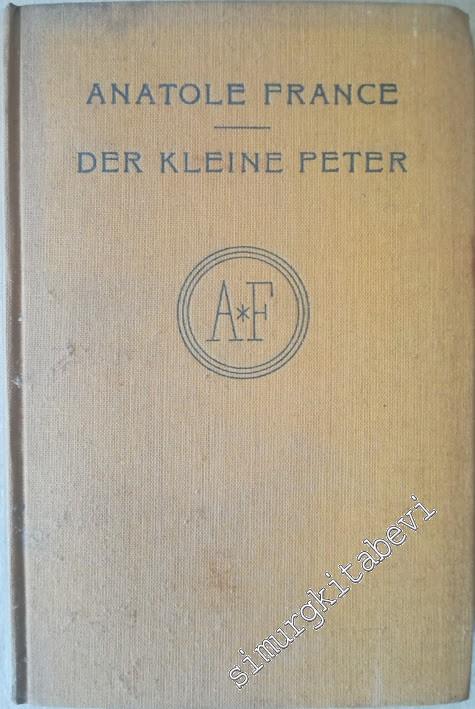 ANATOLE FRANCE
DER KLEINE PETER
A*F
simurgkitabevi